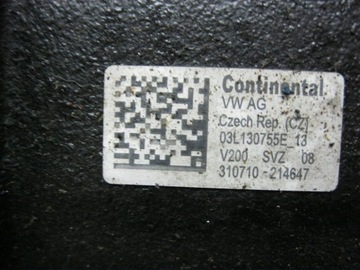 Continental
VW AG
Czech Rep. (CZ)
03L130755E_13
V200 SVZ 08
310710 - 214647